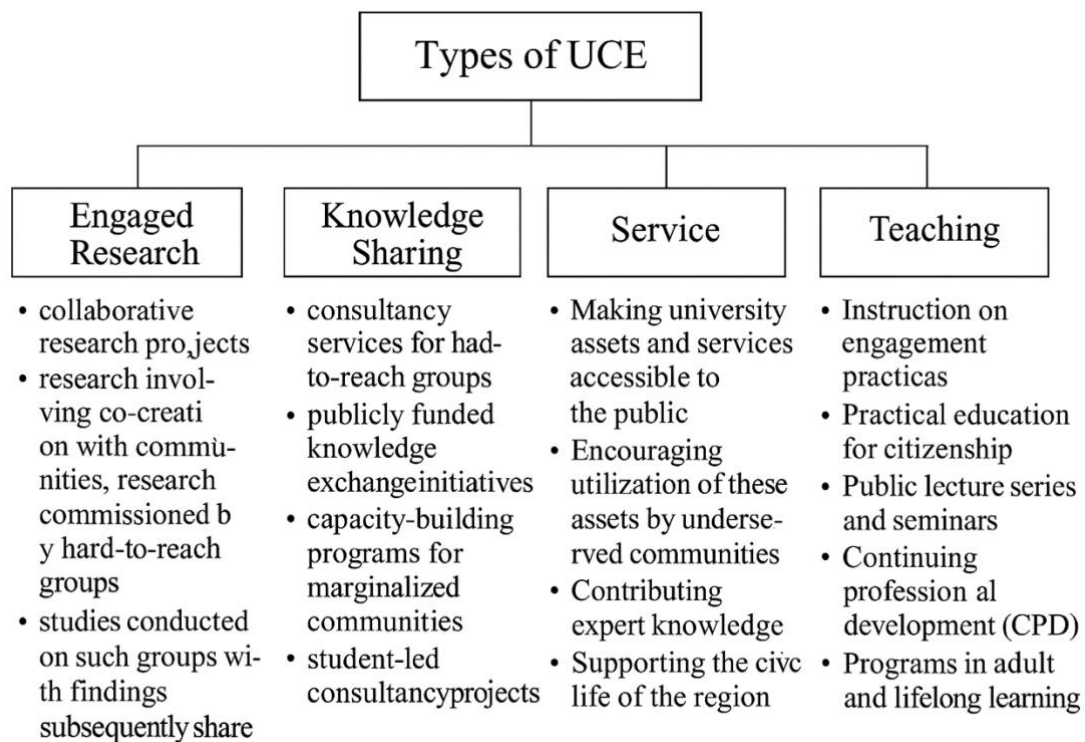 Types of UCE
Engaged
Research
• collaborative
research pro,jects
• research invol-
ving co-creati
on with commu-
nities, research
commissioned b
y hard-to-reach
groups
• studies conducted
on such groups wi-
th findings
subsequently share
Knowledge
Sharing
• consultancy
services for had-
to-reach groups
• publicly funded
knowledge
exchangeinitiatives
• capacity-building
programs for
marginalized
communities
• student-led
consultancyprojects
Service
• Making university
assets and services
accessible to
the public
• Encouraging
utilization of these
assets by underse-
rved communities
• Contributing
expert knowledge
• Supporting the civc
life of the region
Teaching
• Instruction on
engagement
practicas
• Practical education
for citizenship
• Public lecture series
and seminars
• Continuing
profession al
development (CPD)
• Programs in adult
and lifelong learning